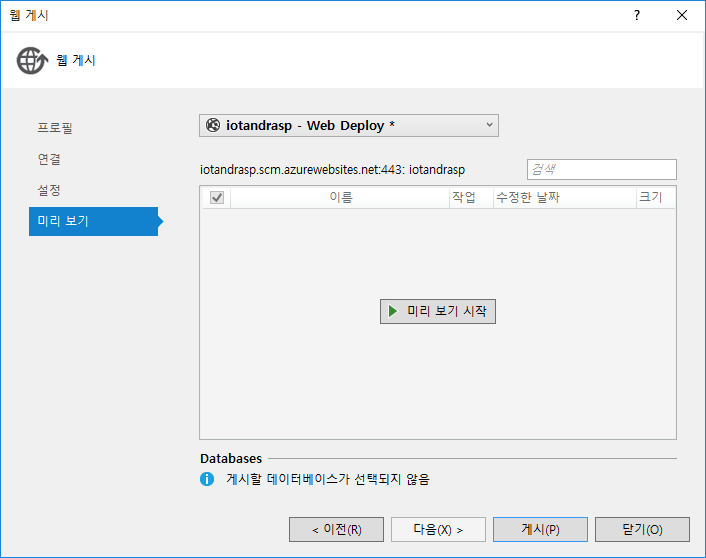 웹 게시
?
웹 게시
프로필
연결
설정
미리 보기
iotandrasp - Web Deploy *
iotandrasp.scm.azurewebsites.net:443: iotandrasp
검색
이름 작업 수정한 날짜 크기
미리 보기 시작
Databases
게시할 데이터베이스가 선택되지 않음
< 이전(R) 다음(X) > 게시(P) 닫기(O)